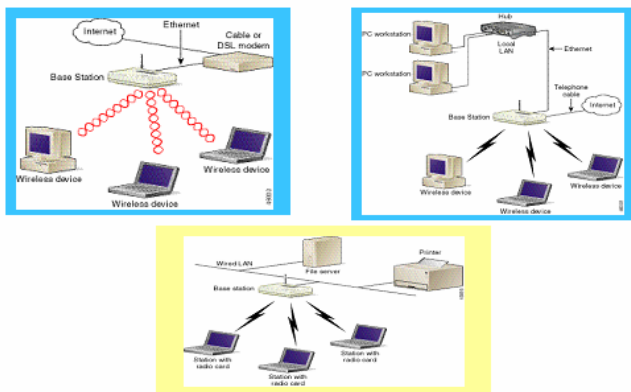 Ethernet
Internet
Cable or
DSL modem
Base Station
Wireless device
Wireless device
Wireless device
Hub
PC workstation
Local
LAN
Ethernet
PC workstation
Telephone
cable
Internet
Base Station
Wireless device
Wireless device
Wireless device
Wired LAN
File server
Printer
Base station
Station with
radio card
Station with
radio card
Station with
radio card